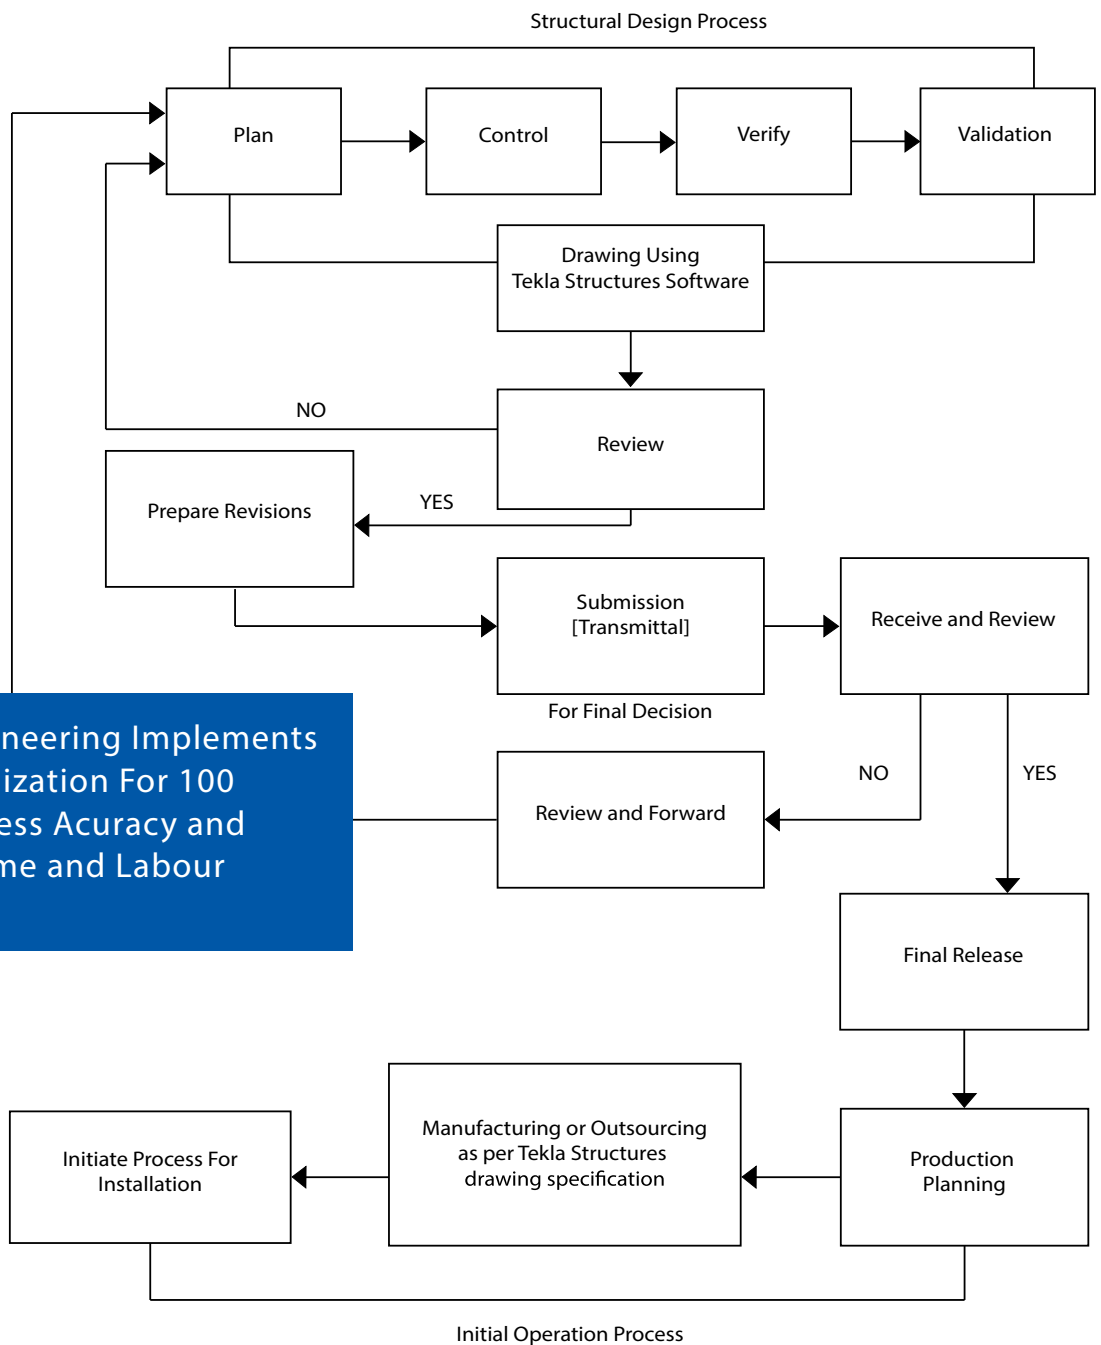 Structural Design Process
Plan
Control
Verify
Validation
Drawing Using
Tekla Structures Software
NO
Review
Prepare Revisions
YES
Submission
[Transmittal]
Receive and Review
For Final Decision
neering Implements
ization For 100
ess Acuracy and
me and Labour
Review and Forward
NO
YES
Final Release
Initiate Process For
Installation
Manufacturing or Outsourcing
as per Tekla Structures
drawing specification
Production
Planning
Initial Operation Process